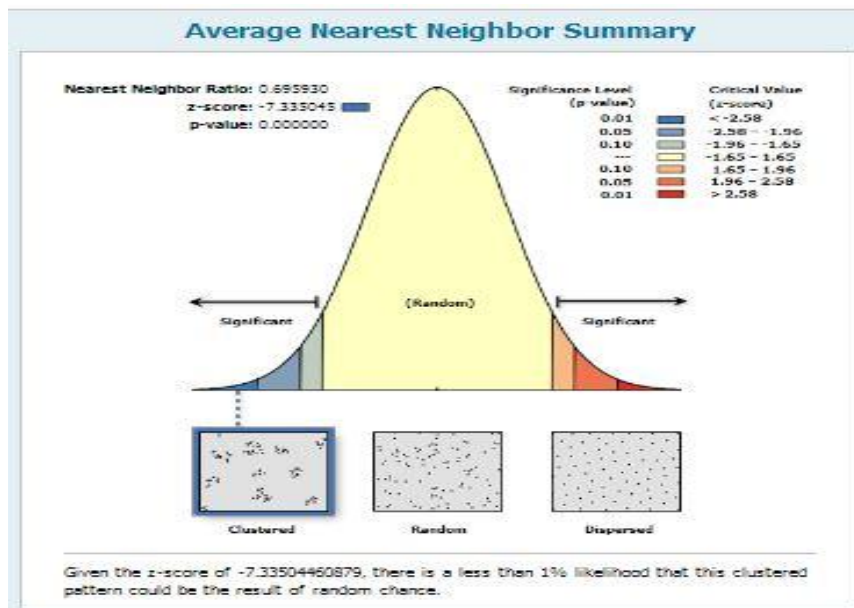 Average Nearest Neighbor Summary
Nearest Neighbor Ratio: 0.695930
z-score: -7.335045
p-value: 0.000000
Significance Level (p-value)
Critical Value (z-score)
0.01 < -2.58
0.05 -2.58 - -1.96
0.10 -1.96 - -1.65
--- -1.65 - 1.65
0.10 1.65 - 1.96
0.05 1.96 - 2.58
0.01 > 2.58
Significant
(Random)
Significant
Clustered
Random
Dispersed
Given the z-score of -7.33504460879, there is a less than 1% likelihood that this clustered
pattern could be the result of random chance.